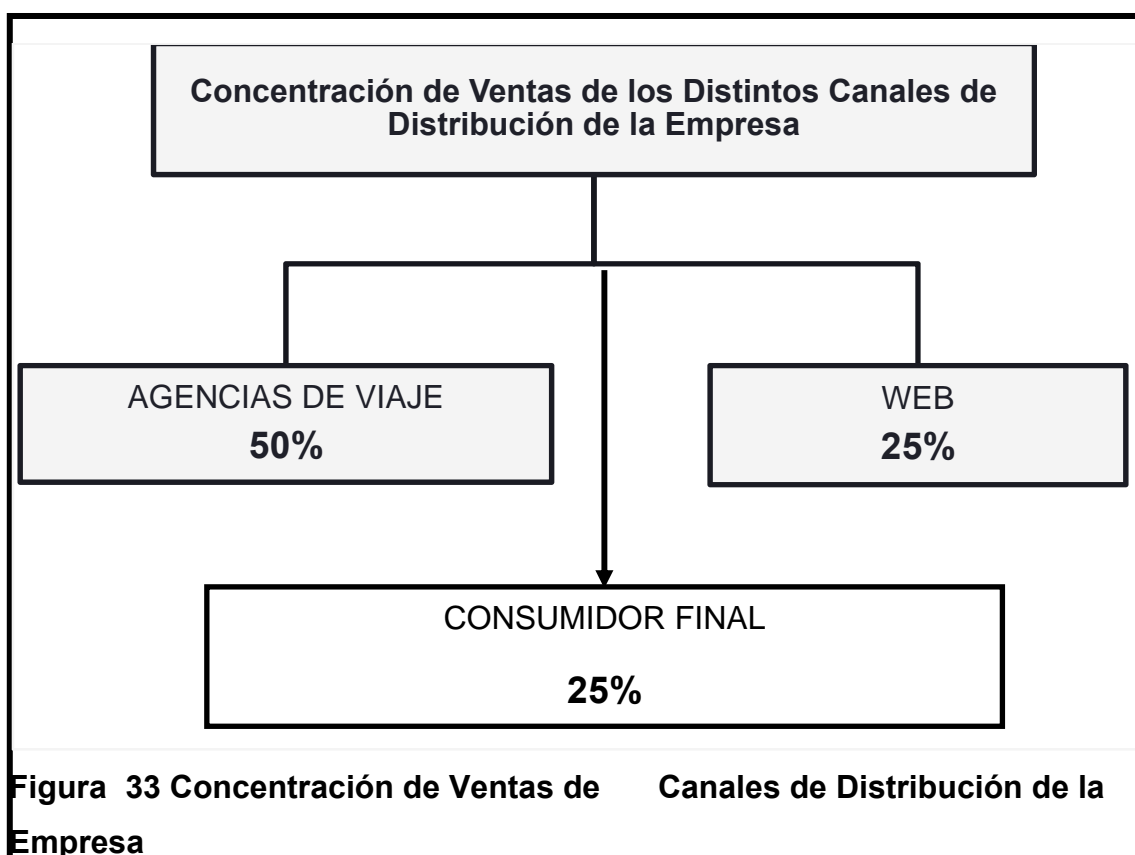 Concentración de Ventas de los Distintos Canales de
Distribución de la Empresa
AGENCIAS DE VIAJE
50%
WEB
25%
CONSUMIDOR FINAL
25%
Figura 33 Concentración de Ventas de Canales de Distribución de la
Empresa